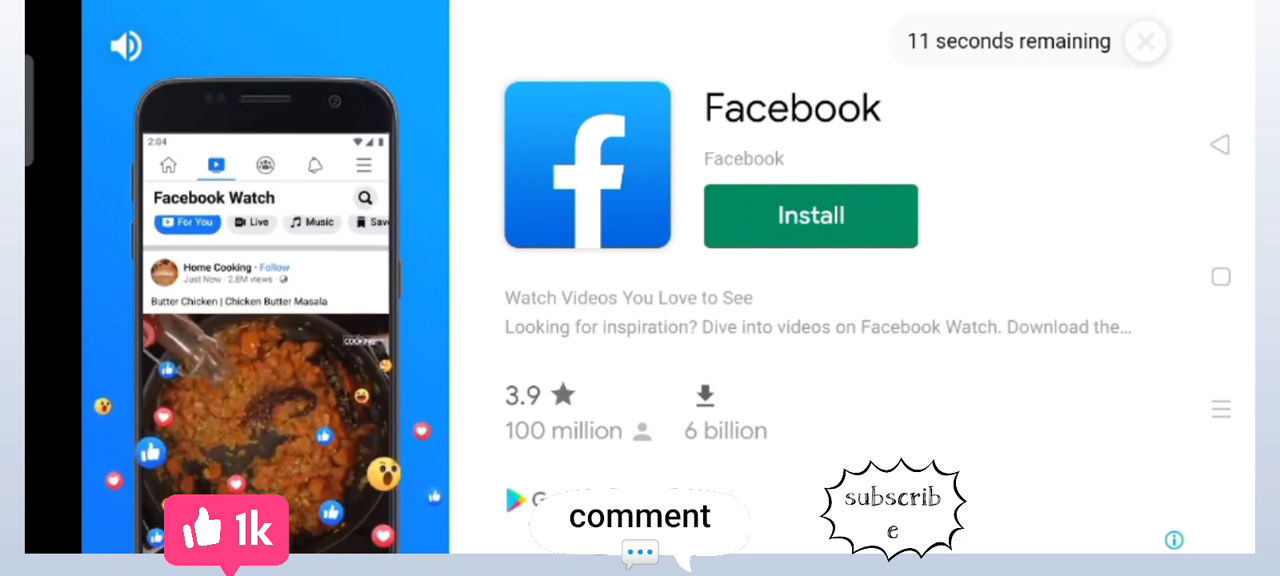 11 seconds remaining
Facebook
Facebook
Install
2:04
Facebook Watch
For You
Live
Music
Home Cooking · Follow
Just Now · 2.8M views ·
Butter Chicken | Chicken Butter Masala
COOKING
Watch Videos You Love to See
Looking for inspiration? Dive into videos on Facebook Watch. Download the...
3.9
100 million
6 billion
G
1k
comment
subscrib
e